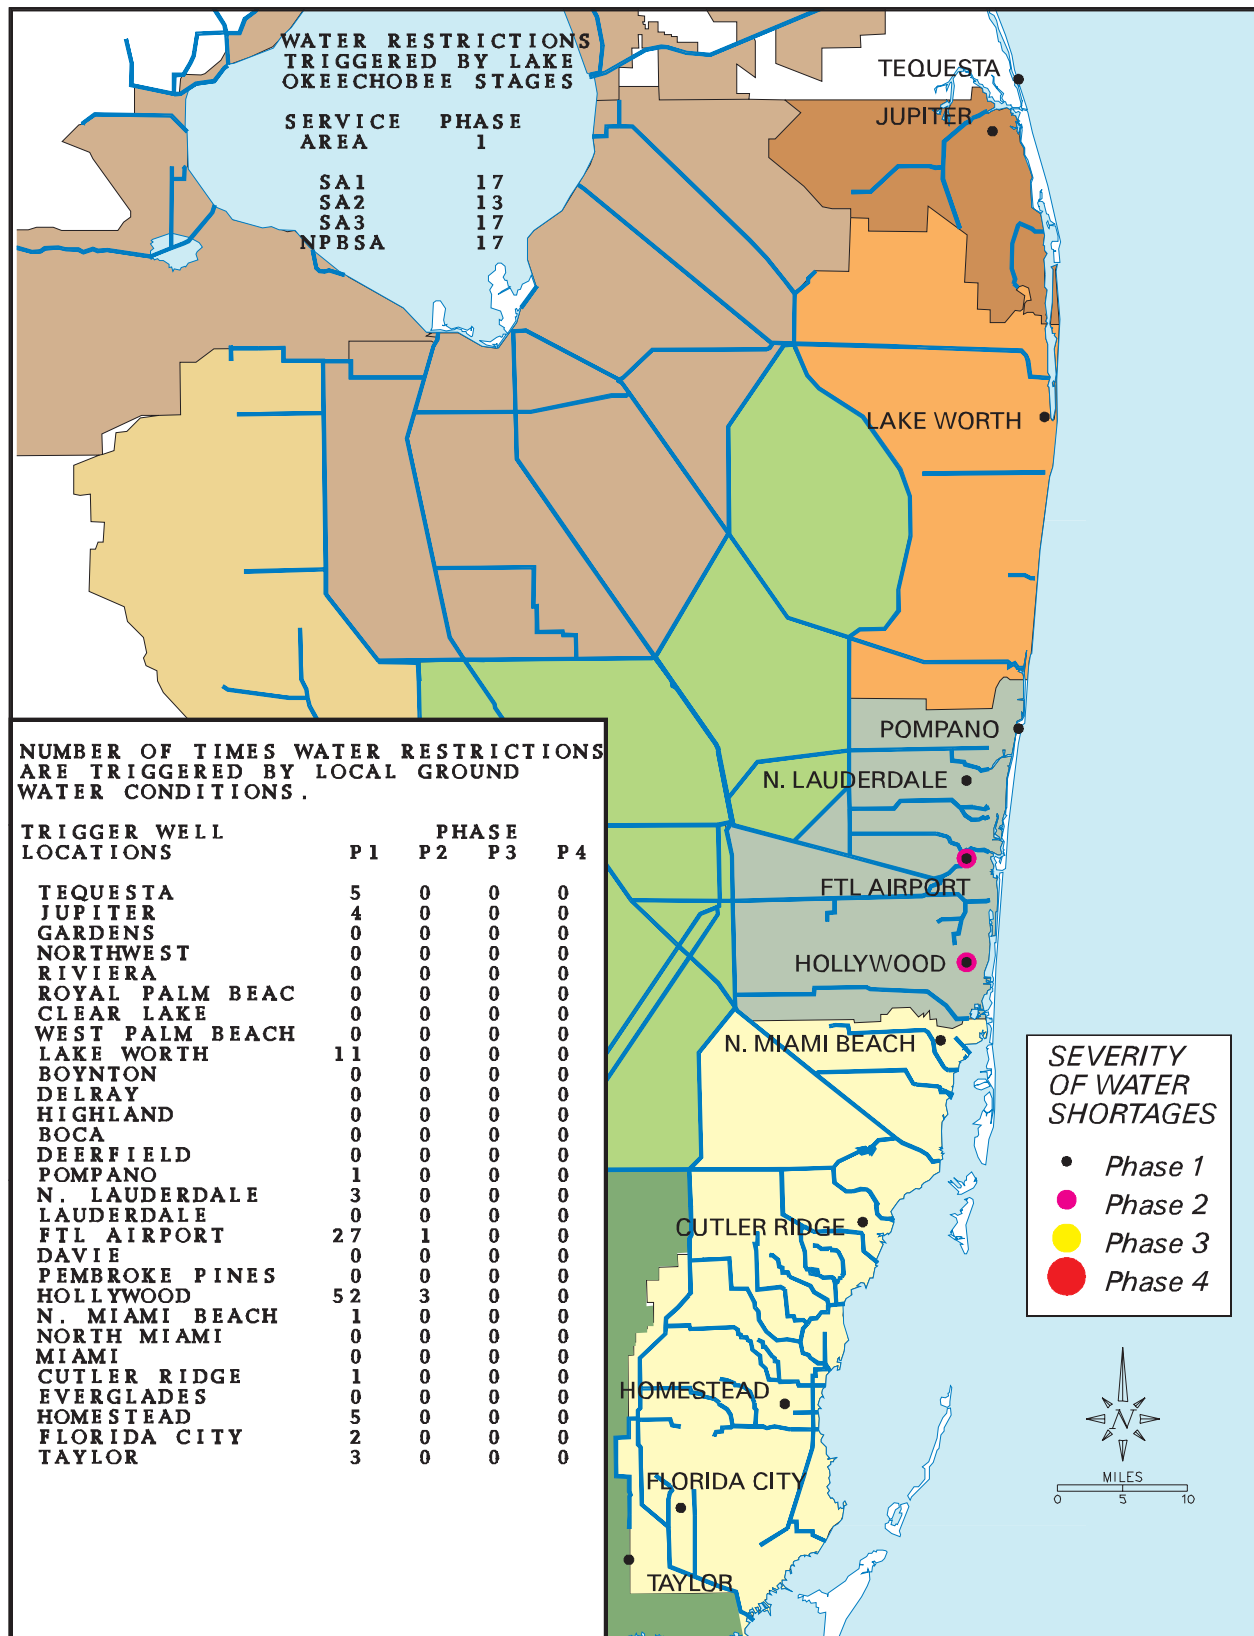 WATER RESTRICTIONS
TRIGGERED BY LAKE
OKEECHOBEE STAGES
SERVICE PHASE
AREA 1
SA1 17
SA2 13
SA3 17
NPBSA 17
TEQUESTA
JUPITER
LAKE WORTH
POMPANO
N. LAUDERDALE
FTL AIRPORT
HOLLYWOOD
N. MIAMI BEACH
CUTLER RIDGE
HOMESTEAD
FLORIDA CITY
TAYLOR
NUMBER OF TIMES WATER RESTRICTIONS
ARE TRIGGERED BY LOCAL GROUND
WATER CONDITIONS.
TRIGGER WELL PHASE
LOCATIONS P1 P2 P3 P4
TEQUESTA 5 0 0 0
JUPITER 4 0 0 0
GARDENS 0 0 0 0
NORTHWEST 0 0 0 0
RIVIERA 0 0 0 0
ROYAL PALM BEAC 0 0 0 0
CLEAR LAKE 0 0 0 0
WEST PALM BEACH 0 0 0 0
LAKE WORTH 11 0 0 0
BOYNTON 0 0 0 0
DELRAY 0 0 0 0
HIGHLAND 0 0 0 0
BOCA 0 0 0 0
DEERFIELD 0 0 0 0
POMPANO 1 0 0 0
N. LAUDERDALE 3 0 0 0
LAUDERDALE 0 0 0 0
FTL AIRPORT 27 1 0 0
DAVIE 0 0 0 0
PEMBROKE PINES 0 0 0 0
HOLLYWOOD 52 3 0 0
N. MIAMI BEACH 1 0 0 0
NORTH MIAMI 0 0 0 0
MIAMI 0 0 0 0
CUTLER RIDGE 1 0 0 0
EVERGLADES 0 0 0 0
HOMESTEAD 5 0 0 0
FLORIDA CITY 2 0 0 0
TAYLOR 3 0 0 0
SEVERITY
OF WATER
SHORTAGES
Phase 1
Phase 2
Phase 3
Phase 4
N
MILES
0 5 10